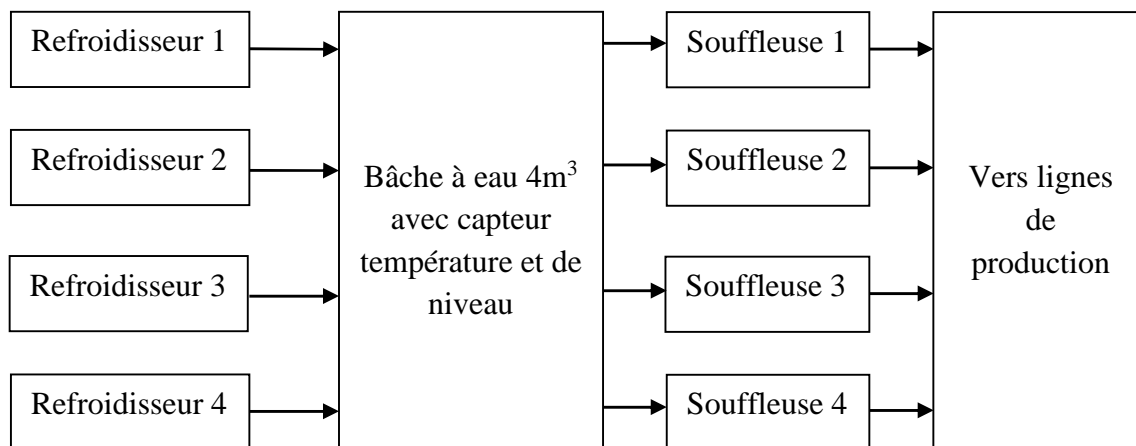 Refroidisseur 1
Refroidisseur 2
Refroidisseur 3
Refroidisseur 4
Bâche à eau 4m³
avec capteur
température et de
niveau
Souffleuse 1
Souffleuse 2
Souffleuse 3
Souffleuse 4
Vers lignes
de
production